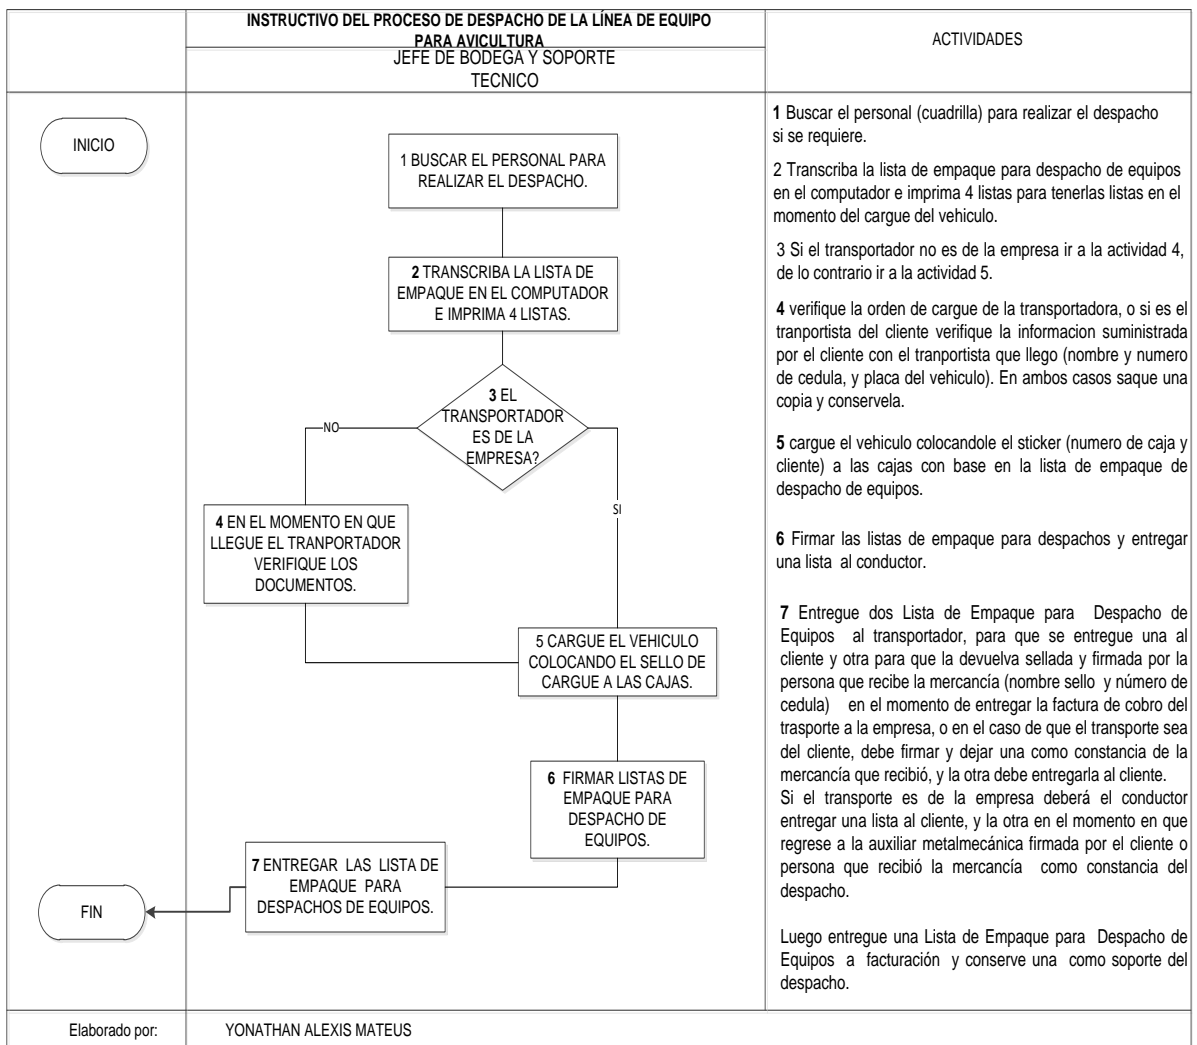 INSTRUCTIVO DEL PROCESO DE DESPACHO DE LA LÍNEA DE EQUIPO
PARA AVICULTURA
JEFE DE BODEGA Y SOPORTE
TECNICO
ACTIVIDADES
INICIO
1 BUSCAR EL PERSONAL PARA
REALIZAR EL DESPACHO.
2 TRANSCRIBA LA LISTA DE
EMPAQUE EN EL COMPUTADOR
E IMPRIMA 4 LISTAS.
3 EL
TRANSPORTADOR
ES DE LA
EMPRESA?
NO
SI
4 EN EL MOMENTO EN QUE
LLEGUE EL TRANPORTADOR
VERIFIQUE LOS
DOCUMENTOS.
5 CARGUE EL VEHICULO
COLOCANDO EL SELLO DE
CARGUE A LAS CAJAS.
6 FIRMAR LISTAS DE
EMPAQUE PARA
DESPACHO DE
EQUIPOS.
7 ENTREGAR LAS LISTA DE
EMPAQUE PARA
DESPACHOS DE EQUIPOS.
FIN
1 Buscar el personal (cuadrilla) para realizar el despacho
si se requiere.
2 Transcriba la lista de empaque para despacho de equipos
en el computador e imprima 4 listas para tenerlas listas en el
momento del cargue del vehiculo.
3 Si el transportador no es de la empresa ir a la actividad 4,
de lo contrario ir a la actividad 5.
4 verifique la orden de cargue de la transportadora, o si es el
tranportista del cliente verifique la informacion suministrada
por el cliente con el tranportista que llego (nombre y numero
de cedula, y placa del vehiculo). En ambos casos saque una
copia y conservela.
5 cargue el vehiculo colocandole el sticker (numero de caja y
cliente) a las cajas con base en la lista de empaque de
despacho de equipos.
6 Firmar las listas de empaque para despachos y entregar
una lista al conductor.
7 Entregue dos Lista de Empaque para Despacho de
Equipos al transportador, para que se entregue una al
cliente y otra para que la devuelva sellada y firmada por la
persona que recibe la mercancía (nombre sello y número de
cedula) en el momento de entregar la factura de cobro del
trasporte a la empresa, o en el caso de que el transporte sea
del cliente, debe firmar y dejar una como constancia de la
mercancía que recibió, y la otra debe entregarla al cliente.
Si el transporte es de la empresa deberá el conductor
entregar una lista al cliente, y la otra en el momento en que
regrese a la auxiliar metalmecánica firmada por el cliente o
persona que recibió la mercancía como constancia del
despacho.
Luego entregue una Lista de Empaque para Despacho de
Equipos a facturación y conserve una como soporte del
despacho.
Elaborado por:
YONATHAN ALEXIS MATEUS